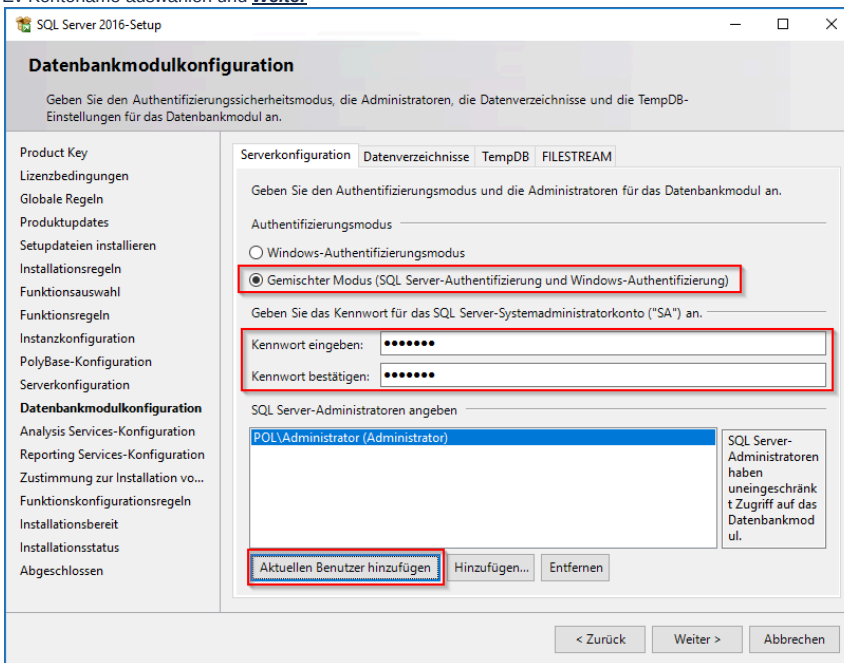 2. Kontoname auswählen und Weiter
SQL Server 2016-Setup
Datenbankmodulkonfiguration
Geben Sie den Authentifizierungssicherheitsmodus, die Administratoren, die Datenverzeichnisse und die TempDB-
Einstellungen für das Datenbankmodul an.
Product Key
Lizenzbedingungen
Globale Regeln
Produktupdates
Setupdateien installieren
Installationsregeln
Funktionsauswahl
Funktionsregeln
Instanzkonfiguration
PolyBase-Konfiguration
Serverkonfiguration
Datenbankmodulkonfiguration
Analysis Services-Konfiguration
Reporting Services-Konfiguration
Zustimmung zur Installation vo...
Funktionskonfigurationsregeln
Installationsbereit
Installationsstatus
Abgeschlossen
Serverkonfiguration Datenverzeichnisse TempDB FILESTREAM
Geben Sie den Authentifizierungsmodus und die Administratoren für das Datenbankmodul an.
Authentifizierungsmodus
Windows-Authentifizierungsmodus
Gemischter Modus (SQL Server-Authentifizierung und Windows-Authentifizierung)
Geben Sie das Kennwort für das SQL Server-Systemadministratorkonto ("SA") an.
Kennwort eingeben: •••••••
Kennwort bestätigen: •••••••
SQL Server-Administratoren angeben
POL\Administrator (Administrator)
SQL Server-
Administratoren
haben
uneingeschränk
t Zugriff auf das
Datenbankmod
ul.
Aktuellen Benutzer hinzufügen Hinzufügen... Entfernen
< Zurück Weiter > Abbrechen